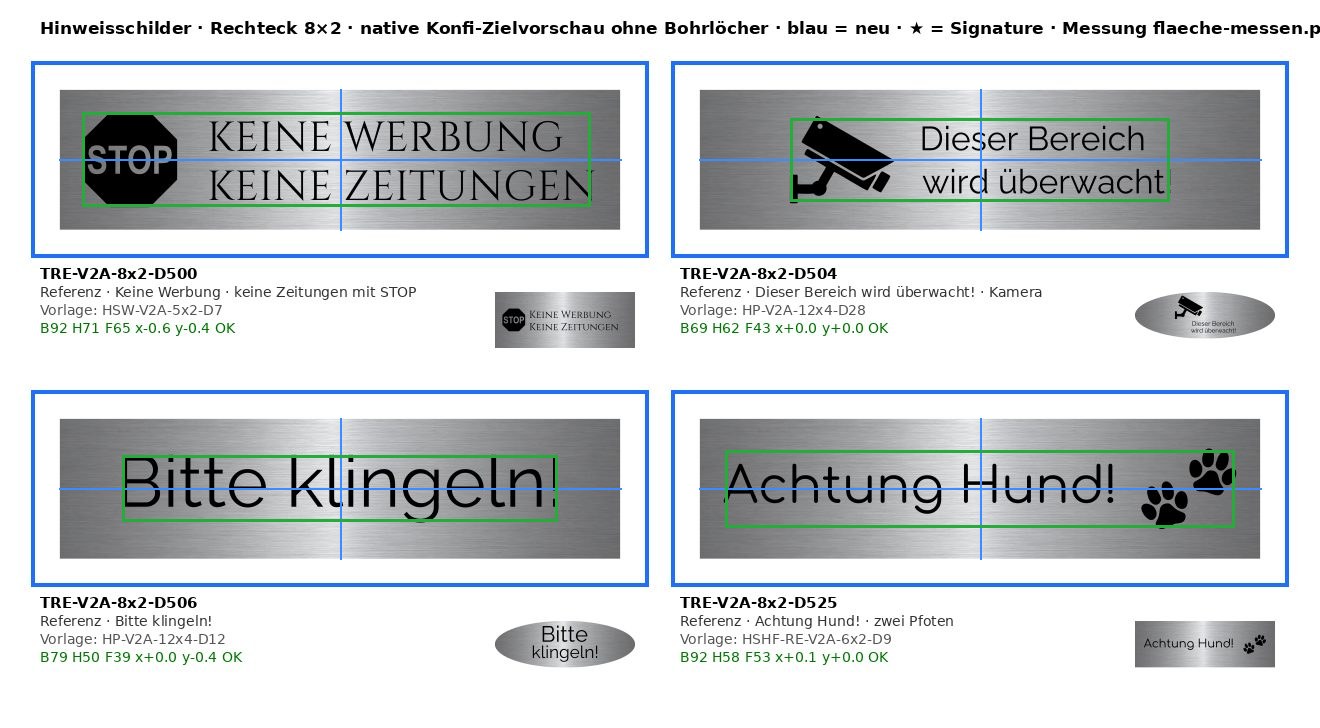 Hinweisschilder · Rechteck 8×2 · native Konfi-Zielvorschau ohne Bohrlöcher · blau = neu · ★ = Signature · Messung flaeche-messen.p
STOP
KEINE WERBUNG
KEINE ZEITUNGEN
TRE-V2A-8x2-D500
Referenz · Keine Werbung · keine Zeitungen mit STOP
Vorlage: HSW-V2A-5x2-D7
B92 H71 F65 x-0.6 y-0.4 OK
STOP
KEINE WERBUNG
KEINE ZEITUNGEN
Dieser Bereich
wird überwacht!
TRE-V2A-8x2-D504
Referenz · Dieser Bereich wird überwacht! · Kamera
Vorlage: HP-V2A-12x4-D28
B69 H62 F43 x+0.0 y+0.0 OK
Dieser Bereich
wird überwacht!
Bitte klingeln!
TRE-V2A-8x2-D506
Referenz · Bitte klingeln!
Vorlage: HP-V2A-12x4-D12
B79 H50 F39 x+0.0 y-0.4 OK
Bitte
klingeln!
Achtung Hund!
TRE-V2A-8x2-D525
Referenz · Achtung Hund! · zwei Pfoten
Vorlage: HSHF-RE-V2A-6x2-D9
B92 H58 F53 x+0.1 y+0.0 OK
Achtung Hund!